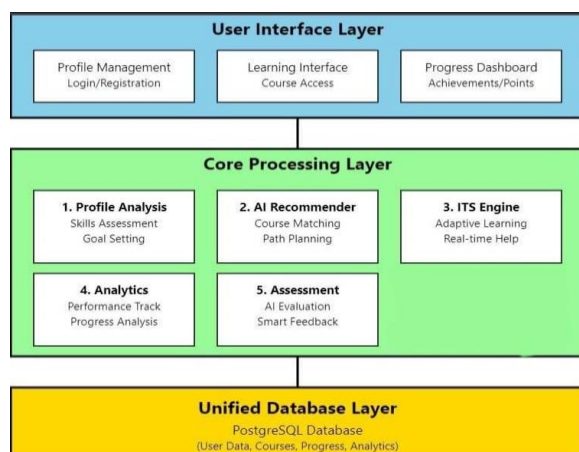 User Interface Layer
Profile Management
Login/Registration
Learning Interface
Course Access
Progress Dashboard
Achievements/Points
Core Processing Layer
1. Profile Analysis
Skills Assessment
Goal Setting
2. AI Recommender
Course Matching
Path Planning
3. ITS Engine
Adaptive Learning
Real-time Help
4. Analytics
Performance Track
Progress Analysis
5. Assessment
AI Evaluation
Smart Feedback
Unified Database Layer
PostgreSQL Database
(User Data, Courses, Progress, Analytics)